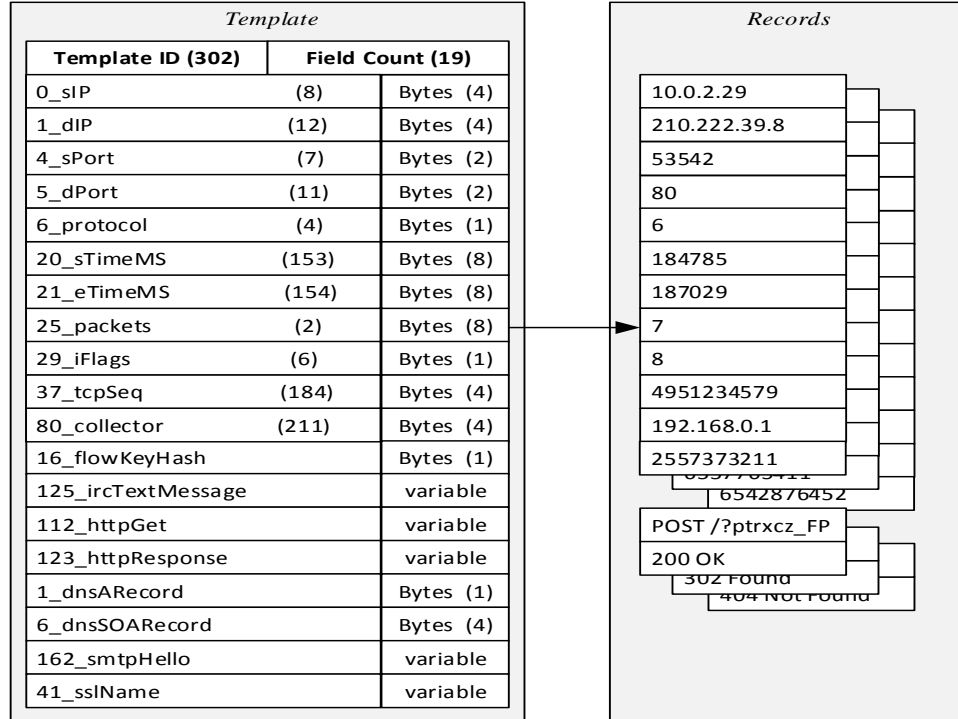 Template
Template ID (302) Field Count (19)
0_sIP (8) Bytes (4)
1_dIP (12) Bytes (4)
4_sPort (7) Bytes (2)
5_dPort (11) Bytes (2)
6_protocol (4) Bytes (1)
20_sTimeMS (153) Bytes (8)
21_eTimeMS (154) Bytes (8)
25_packets (2) Bytes (8)
29_iFlags (6) Bytes (1)
37_tcpSeq (184) Bytes (4)
80_collector (211) Bytes (4)
16_flowKeyHash Bytes (1)
125_ircTextMessage variable
112_httpGet variable
123_httpResponse variable
1_dnsARecord Bytes (1)
6_dnsSOARecord Bytes (4)
162_smtpHello variable
41_sslName variable
Records
10.0.2.29
210.222.39.8
53542
80
6
184785
187029
7
8
4951234579
192.168.0.1
2557373211
6542876452
POST /?ptrxcz_FP
200 OK
302 Found
404 Not Found